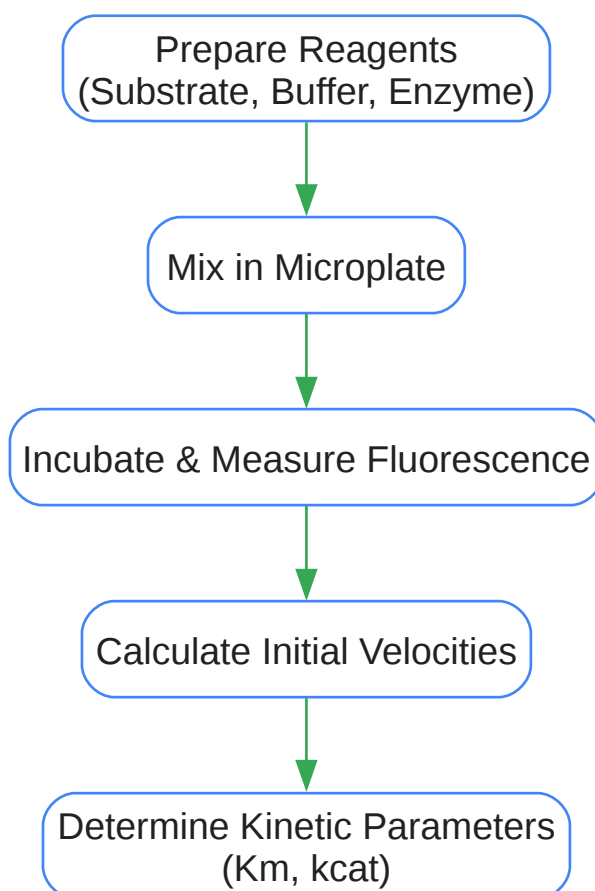 Prepare Reagents
(Substrate, Buffer, Enzyme)
Mix in Microplate
Incubate & Measure Fluorescence
Calculate Initial Velocities
Determine Kinetic Parameters
(Km, kcat)